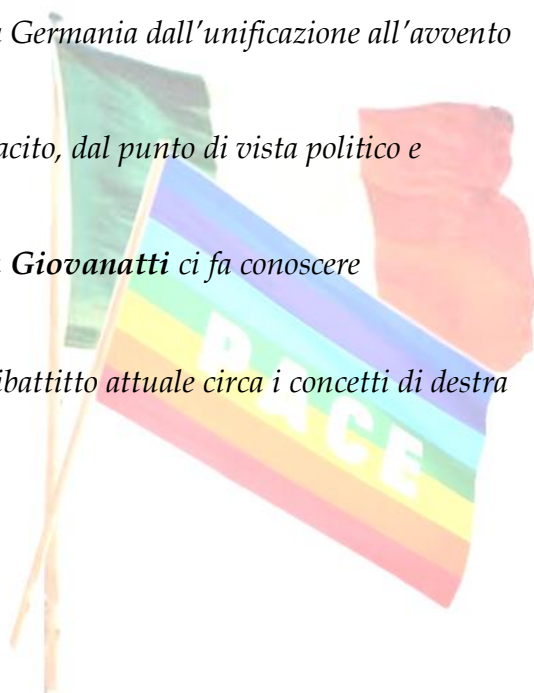 Germania dall'unificazione all'avvento
acito, dal punto di vista politico e
Giovanatti ci fa conoscere
ibattitto attuale circa i concetti di destra
PACE